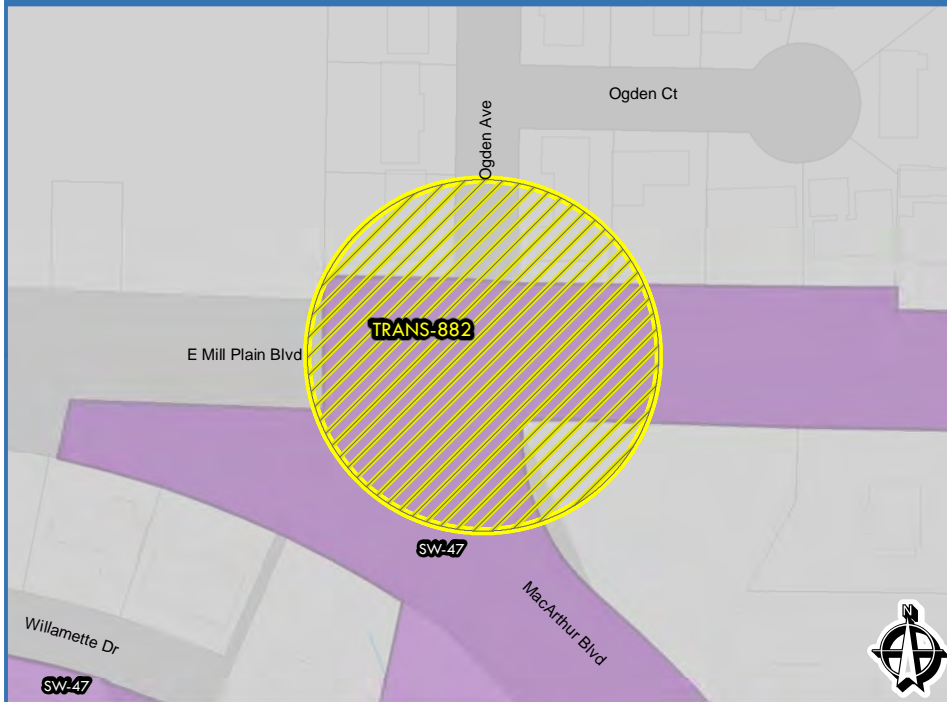 Ogden Ct
Ogden Ave
TRANS-882
E Mill Plain Blvd
SW-47
MacArthur Blvd
Willamette Dr
SW-47
N